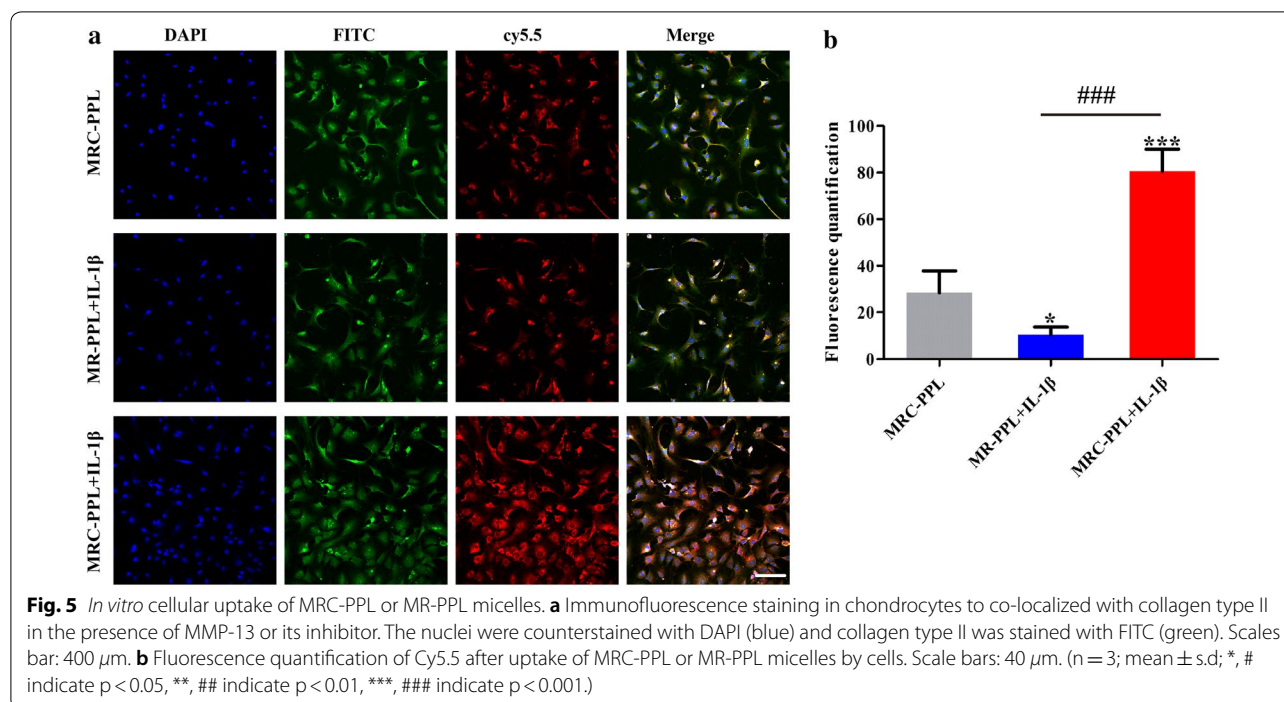 a
DAPI
FITC
cy5.5
Merge
MRC-PPL
MR-PPL+IL-1β
MRC-PPL+IL-1β
b
###
Fluorescence quantification
100
80
60
40
20
0
*
***
MRC-PPL
MR-PPL+IL-1β
MRC-PPL+IL-1β
Fig. 5 In vitro cellular uptake of MRC-PPL or MR-PPL micelles. a Immunofluorescence staining in chondrocytes to co-localized with collagen type II
in the presence of MMP-13 or its inhibitor. The nuclei were counterstained with DAPI (blue) and collagen type II was stained with FITC (green). Scales
bar: 400 µm. b Fluorescence quantification of Cy5.5 after uptake of MRC-PPL or MR-PPL micelles by cells. Scale bars: 40 µm. (n = 3; mean ± s.d; *, #
indicate p < 0.05, **, ## indicate p < 0.01, ***, ### indicate p < 0.001.)